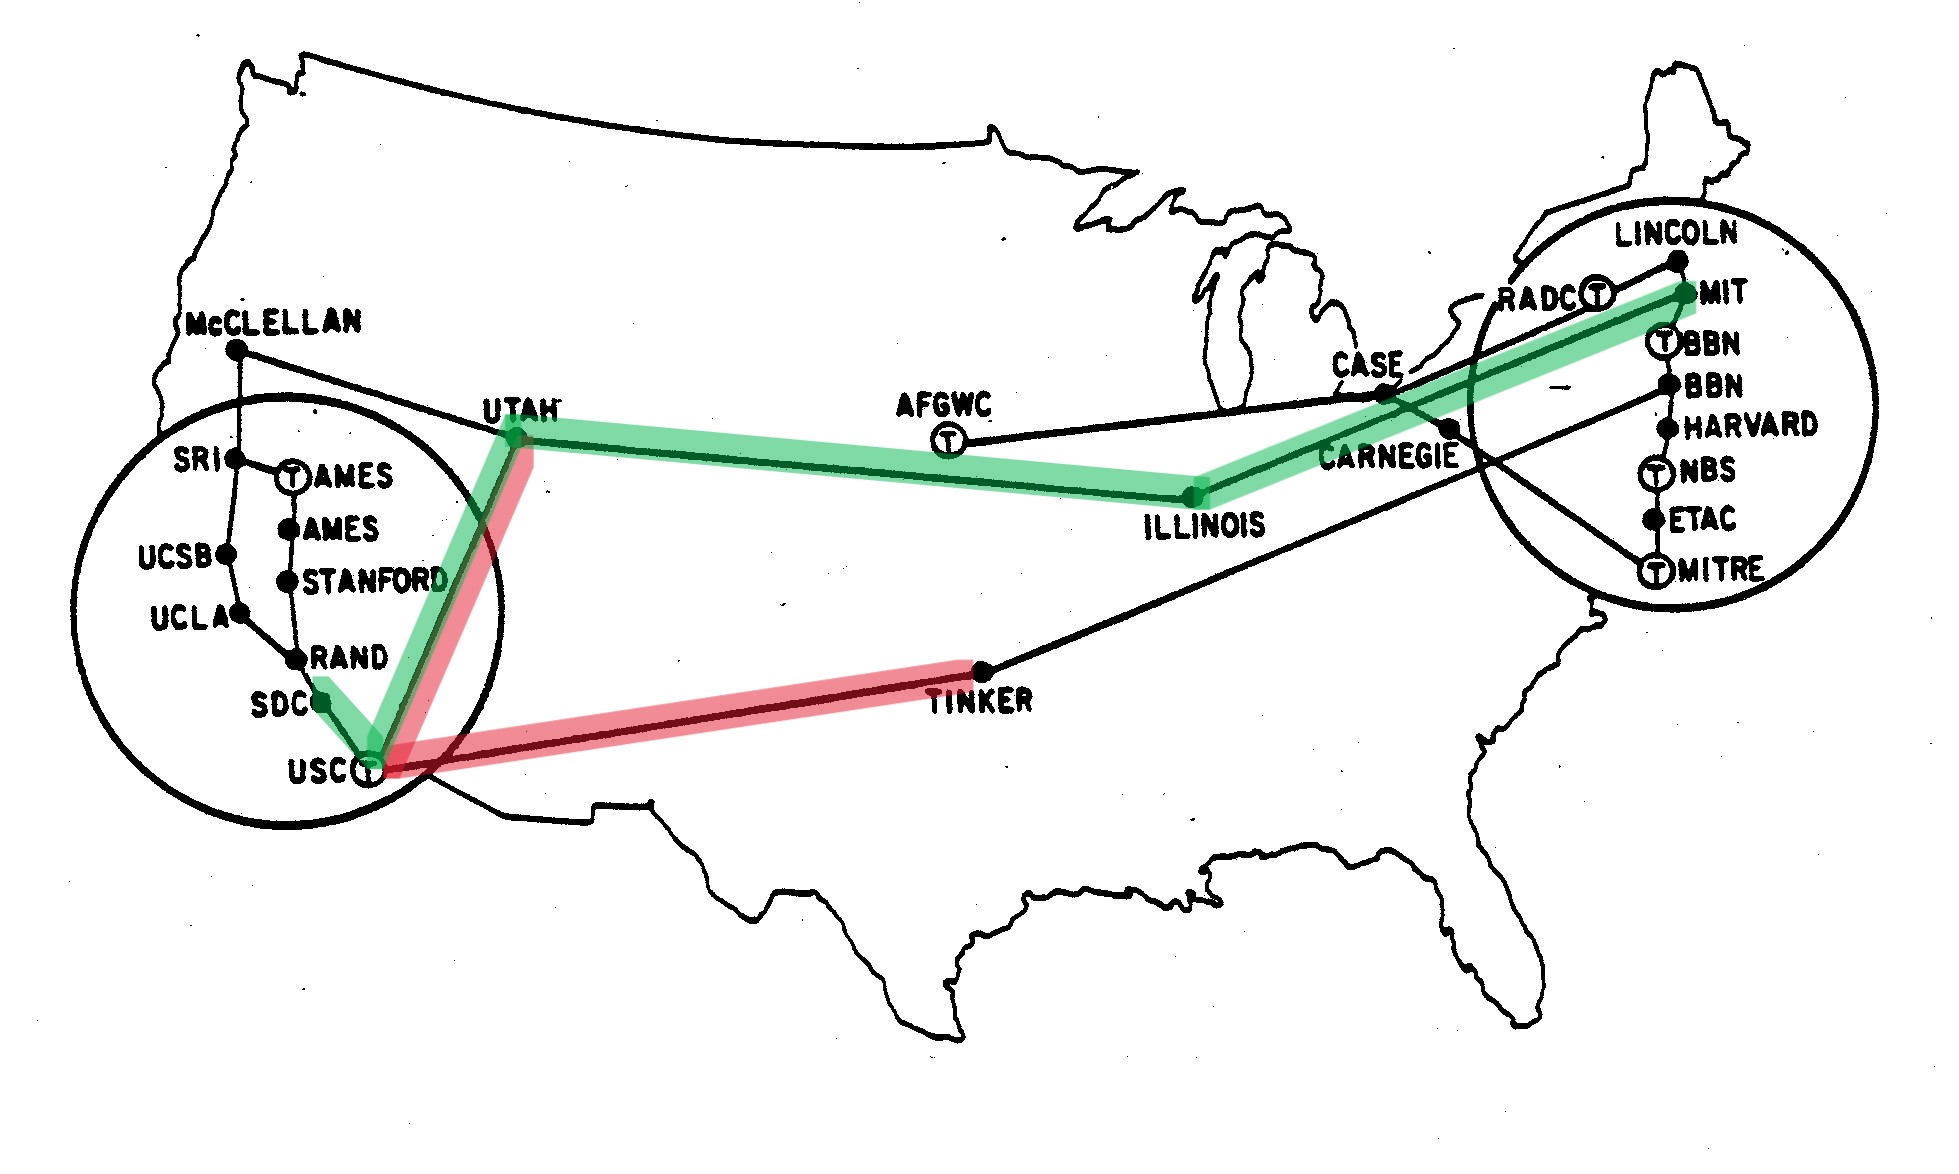 LINCOLN
RADC T
MIT
T BBN
BBN
HARVARD
T NBS
ETAC
T MITRE
McCLELLAN
UTAH
AFGWC
T
CASE
CARNEGIE
ILLINOIS
SRI
T AMES
AMES
UCSB
STANFORD
UCLA
RAND
SDC
USC T
TINKER